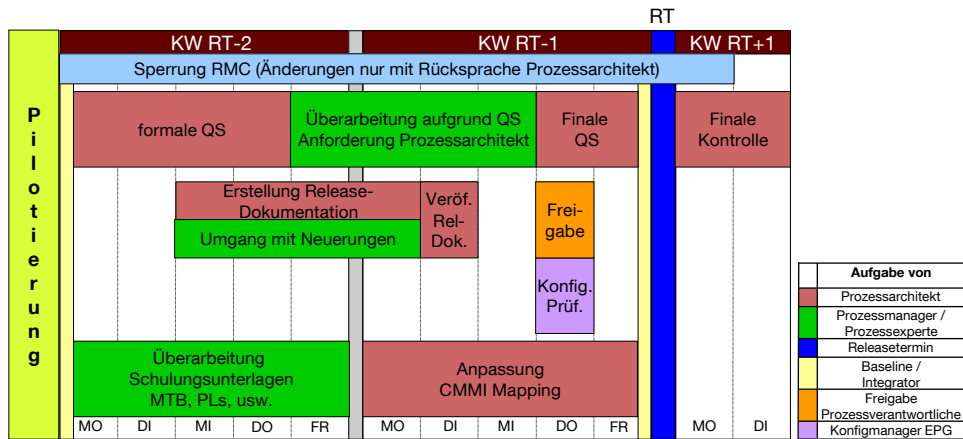 RT
KW RT-2
KW RT-1
KW RT+1
Sperrung RMC (Änderungen nur mit Rücksprache Prozessarchitekt)
Pilotierung
formale QS
Überarbeitung aufgrund QS
Anforderung Prozessarchitekt
Finale
QS
Finale
Kontrolle
Erstellung Release-
Dokumentation
Umgang mit Neuerungen
Veröf.
Rel-
Dok.
Frei-
gabe
Konfig.
Prüf.
Überarbeitung
Schulungsunterlagen
MTB, PLs, usw.
Anpassung
CMMI Mapping
MO
DI
MI
DO
FR
MO
DI
MI
DO
FR
MO
DI
Aufgabe von
Prozessarchitekt
Prozessmanager /
Prozessexperte
Releasetermin
Baseline /
Integrator
Freigabe
Prozessverantwortliche
Konfigmanager EPG